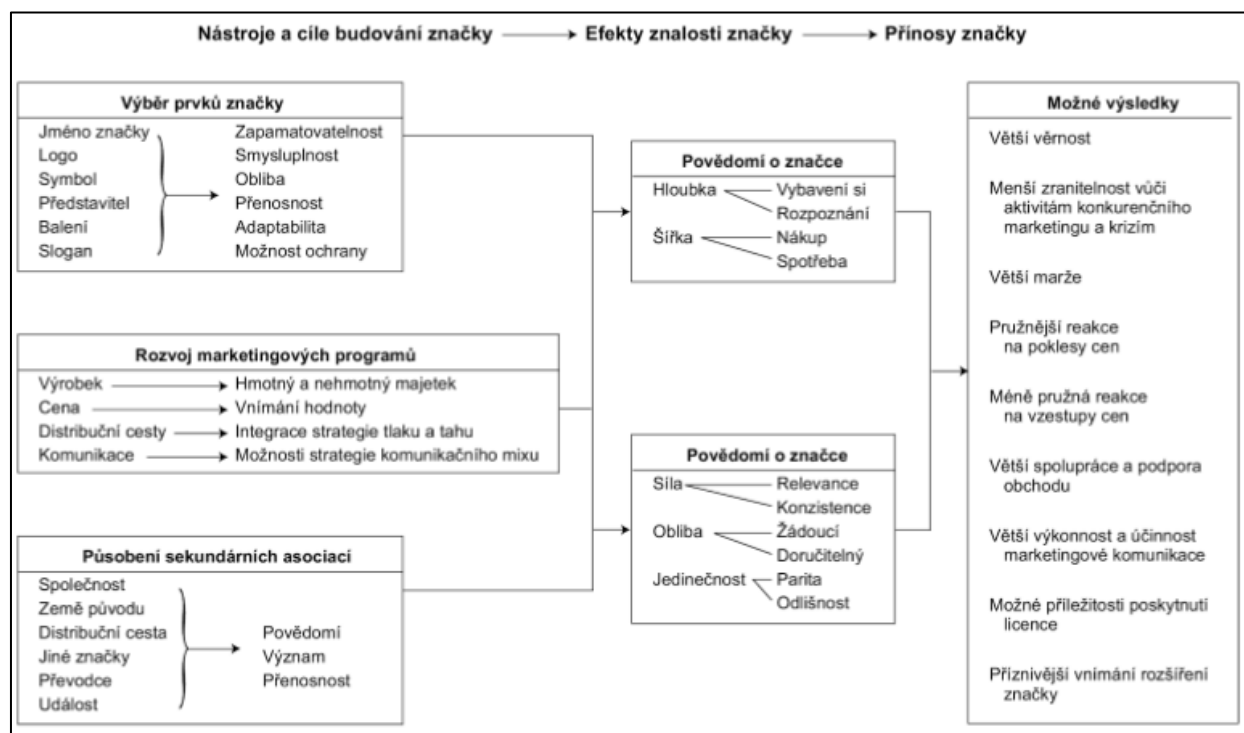 Nástroje a cíle budování značky Efekty znalosti značky Přínosy značky
Výběr prvků značky
Jméno značky
Logo
Symbol
Představitel
Balení
Slogan
Zapamatovatelnost
Smysluplnost
Obliba
Přenosnost
Adaptabilita
Možnost ochrany
Rozvoj marketingových programů
Výrobek Hmotný a nehmotný majetek
Cena Vnímání hodnoty
Distribuční cesty Integrace strategie tlaku a tahu
Komunikace Možnosti strategie komunikačního mixu
Působení sekundárních asociací
Společnost
Země původu
Distribuční cesta
Jiné značky
Převodce
Událost
Povědomí
Význam
Přenosnost
Povědomí o značce
Hloubka
Vybavení si
Rozpoznání
Šířka
Nákup
Spotřeba
Povědomí o značce
Síla
Relevance
Konzistence
Obliba
Žádoucí
Doručitelný
Jedinečnost
Parita
Odlišnost
Možné výsledky
Větší věrnost
Menší zranitelnost vůči
aktivitám konkurenčního
marketingu a krizím
Větší marže
Pružnější reakce
na poklesy cen
Méně pružná reakce
na vzestupy cen
Větší spolupráce a podpora
obchodu
Větší výkonnost a účinnost
marketingové komunikace
Možné příležitosti poskytnutí
licence
Příznivější vnímání rozšíření
značky